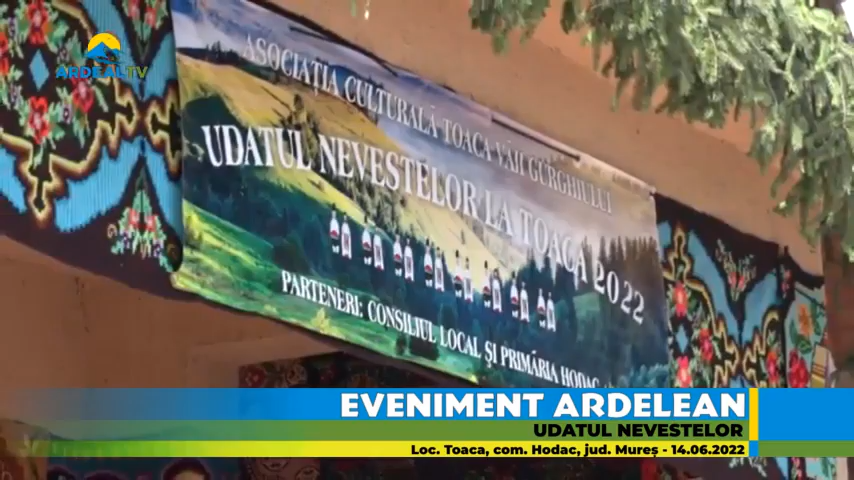 ARDEALTV
ASOCIAȚIA CULTURALĂ TOACA VĂII GURGHIULUI
UDATUL NEVESTELOR LA TOACA 2022
PARTENERI: CONSILIUL LOCAL ȘI PRIMĂRIA HODAC
EVENIMENT ARDELEAN
UDATUL NEVESTELOR
Loc. Toaca, com. Hodac, jud. Mureș - 14.06.2022